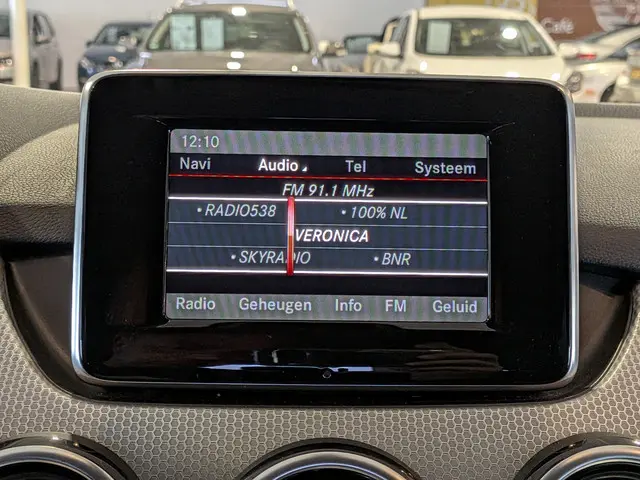 Café
12:10
Navi Audio Tel Systeem
FM 91.1 MHz
• RADIO538 • 100% NL
VERONICA
• SKYRADIO • BNR
Radio Geheugen Info FM Geluid